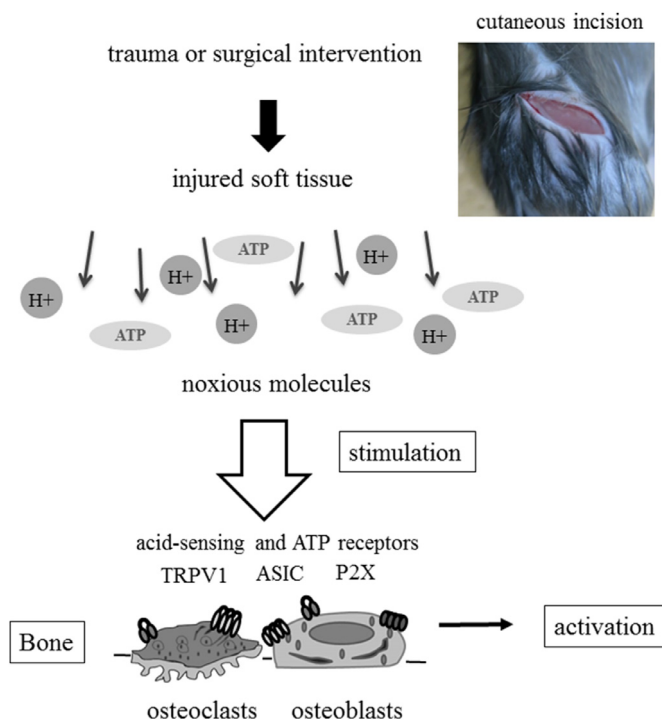 cutaneous incision
trauma or surgical intervention
injured soft tissue
ATP
H+
H+
H+
ATP
H+
ATP
ATP
H+
noxious molecules
stimulation
acid-sensing and ATP receptors
TRPV1 ASIC P2X
Bone
activation
osteoclasts osteoblasts